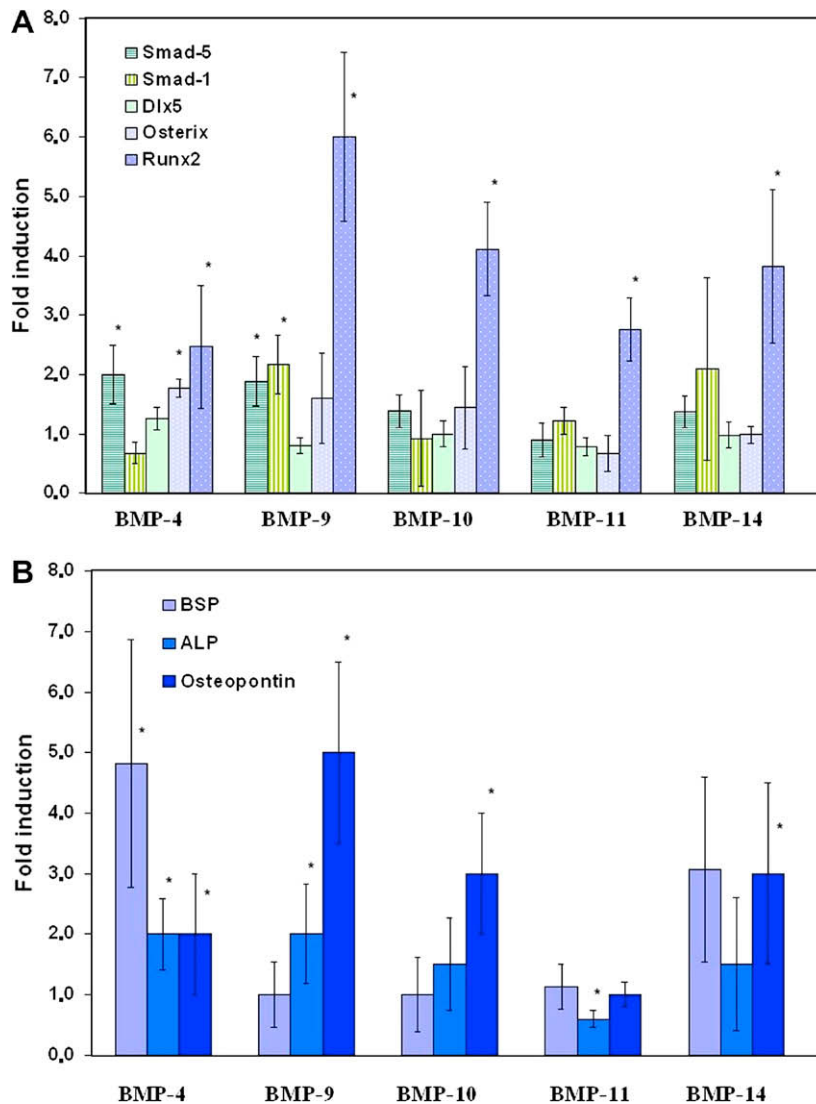 A
8.0
7.0
6.0
5.0
4.0
3.0
2.0
1.0
0.0
Fold induction
Smad-5
Smad-1
Dlx5
Osterix
Runx2
* * * * * * * * *
BMP-4 BMP-9 BMP-10 BMP-11 BMP-14
B
8.0
7.0
6.0
5.0
4.0
3.0
2.0
1.0
0.0
Fold induction
BSP
ALP
Osteopontin
* * * * * * * *
BMP-4 BMP-9 BMP-10 BMP-11 BMP-14